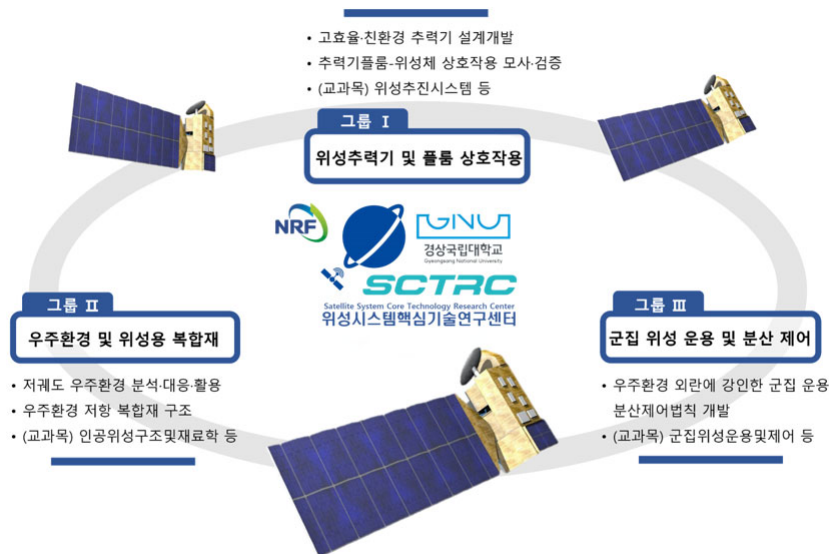 • 고효율·친환경 추력기 설계개발
• 추력기플룸-위성체 상호작용 모사·검증
• (교과목) 위성추진시스템 등
그룹 Ⅰ
위성추력기 및 플룸 상호작용
NRF
GNU
경상국립대학교
Gyeongsang National University
SCTRC
Satellite System Core Technology Research Center
위성시스템핵심기술연구센터
그룹 Ⅱ
우주환경 및 위성용 복합재
• 저궤도 우주환경 분석·대응·활용
• 우주환경 저항 복합재 구조
• (교과목) 인공위성구조및재료학 등
그룹 Ⅲ
군집 위성 운용 및 분산 제어
• 우주환경 외란에 강인한 군집 운용
분산제어법칙 개발
• (교과목) 군집위성운용및제어 등